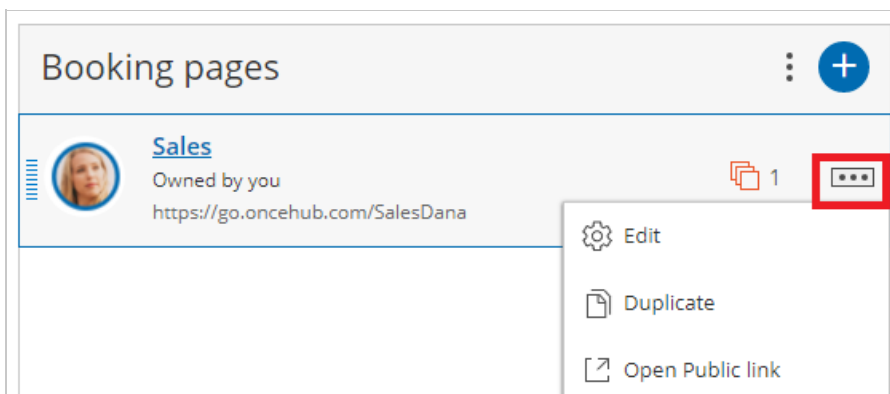 Booking pages
Sales
Owned by you
https://go.oncehub.com/SalesDana
1
Edit
Duplicate
Open Public link